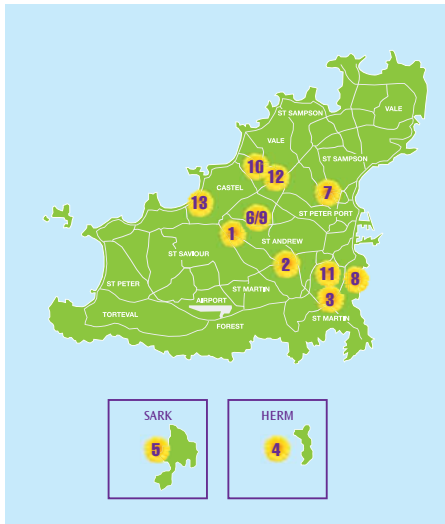 ST SAMPSON
VALE
VALE
10
12
ST SAMPSON
CASTEL
7
13
6/9
ST PETER PORT
1
ST ANDREW
ST SAVIOUR
2
11
8
ST PETER
ST MARTIN
AIRPORT
3
TORTEVAL
ST MARTIN
FOREST
SARK
5
HERM
4